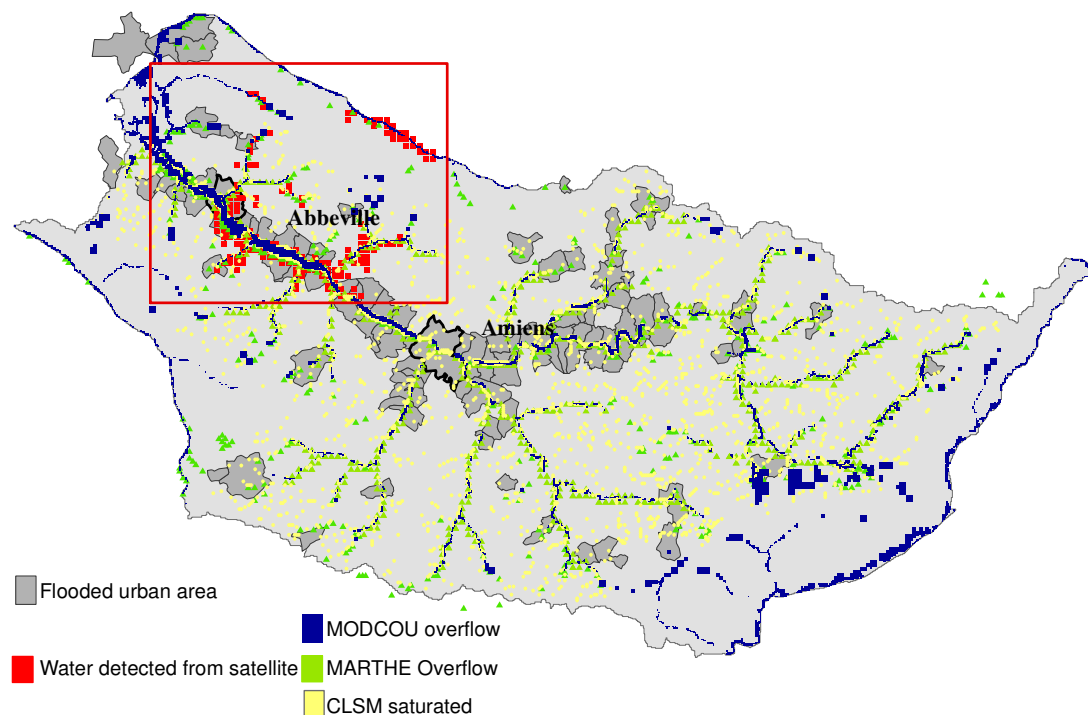 Abbeville
Amiens
Flooded urban area
MODCOU overflow
Water detected from satellite
MARTHE Overflow
CLSM saturated